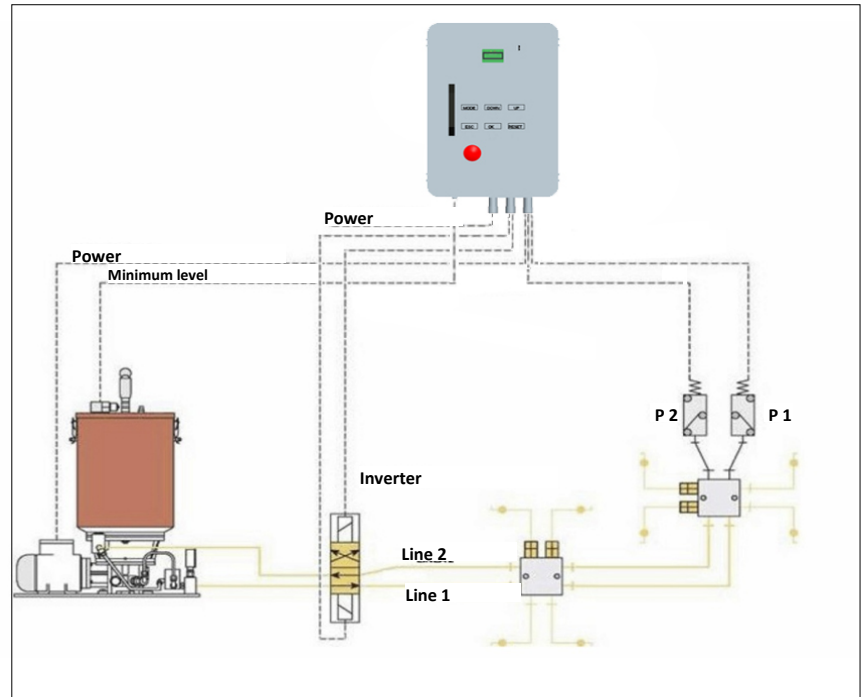 MODE DOWN UP
ESC OK RESET
Power
Power
Minimum level
P 2 P 1
Inverter
Line 2
Line 1